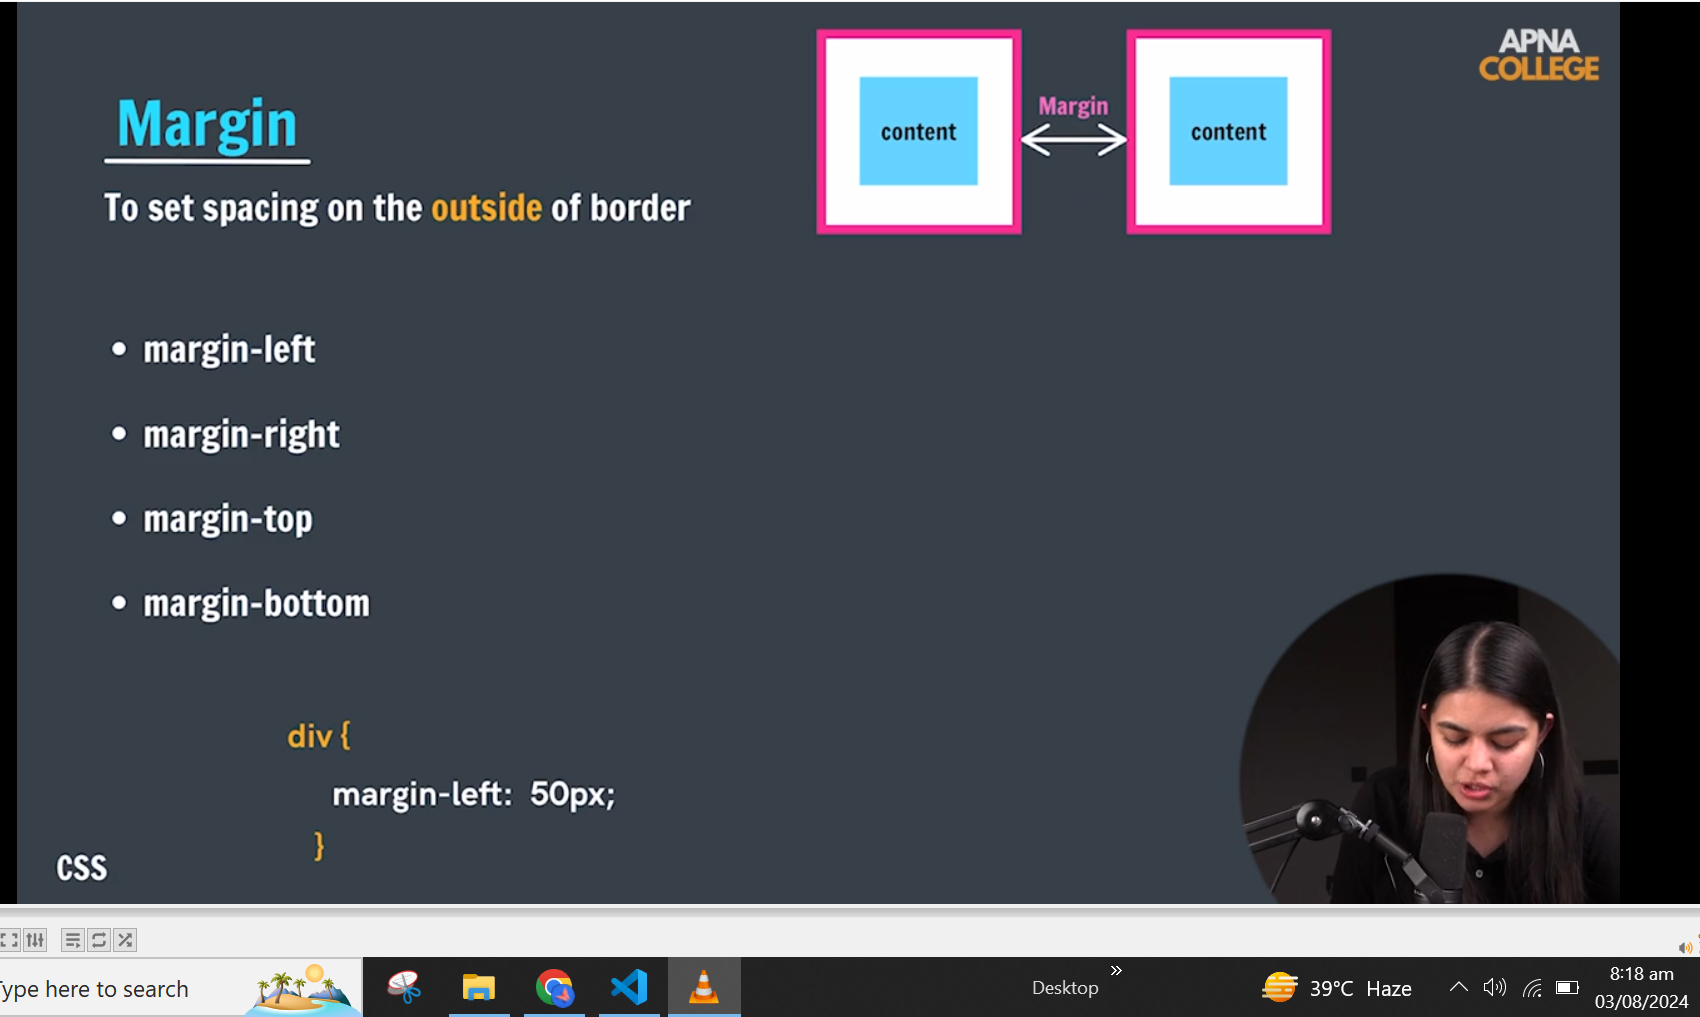 APNA
COLLEGE
Margin
To set spacing on the outside of border
content
Margin
content
• margin-left
• margin-right
• margin-top
• margin-bottom
div {
margin-left: 50px;
}
CSS
Type here to search
Desktop
»
39°C Haze
8:18 am
03/08/2024